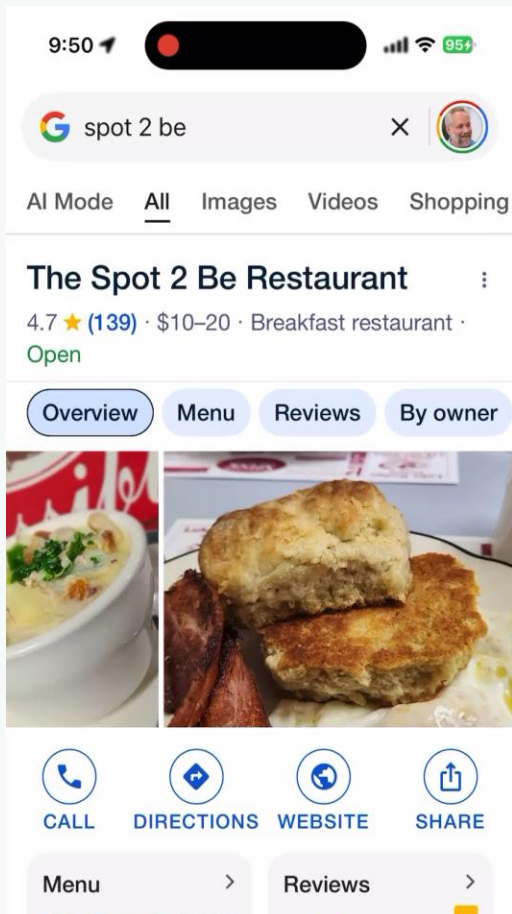 9:50
95
spot 2 be
AI Mode All Images Videos Shopping
The Spot 2 Be Restaurant
4.7 ★ (139) · $10–20 · Breakfast restaurant ·
Open
Overview Menu Reviews By owner
CALL DIRECTIONS WEBSITE SHARE
Menu Reviews